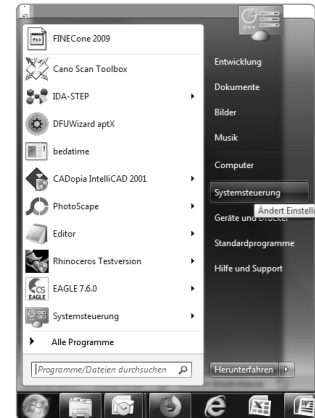 FINECone 2009
Cano Scan Toolbox
IDA-STEP
DFUWizard aptX
bedatime
CADopia IntelliCAD 2001
PhotoScape
Editor
Rhinoceros Testversion
CS
EAGLE
EAGLE 7.6.0
Systemsteuerung
Alle Programme
Programme/Dateien durchsuchen
Entwicklung
Dokumente
Bilder
Musik
Computer
Systemsteuerung
Ändert Einstell
Geräte und Drucker
Standardprogramme
Hilfe und Support
Herunterfahren